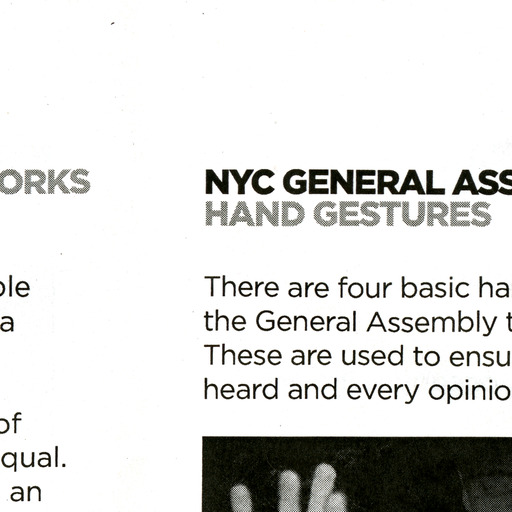 ORKS
ple
a
of
qual.
an
NYC GENERAL ASS
HAND GESTURES
There are four basic ha
the General Assembly t
These are used to ensu
heard and every opinio